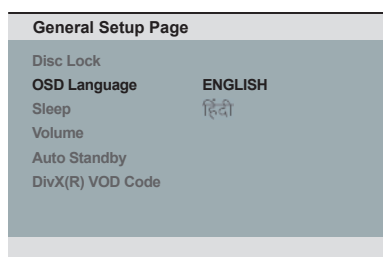 General Setup Page
Disc Lock
OSD Language ENGLISH
Sleep हिंदी
Volume
Auto Standby
DivX(R) VOD Code